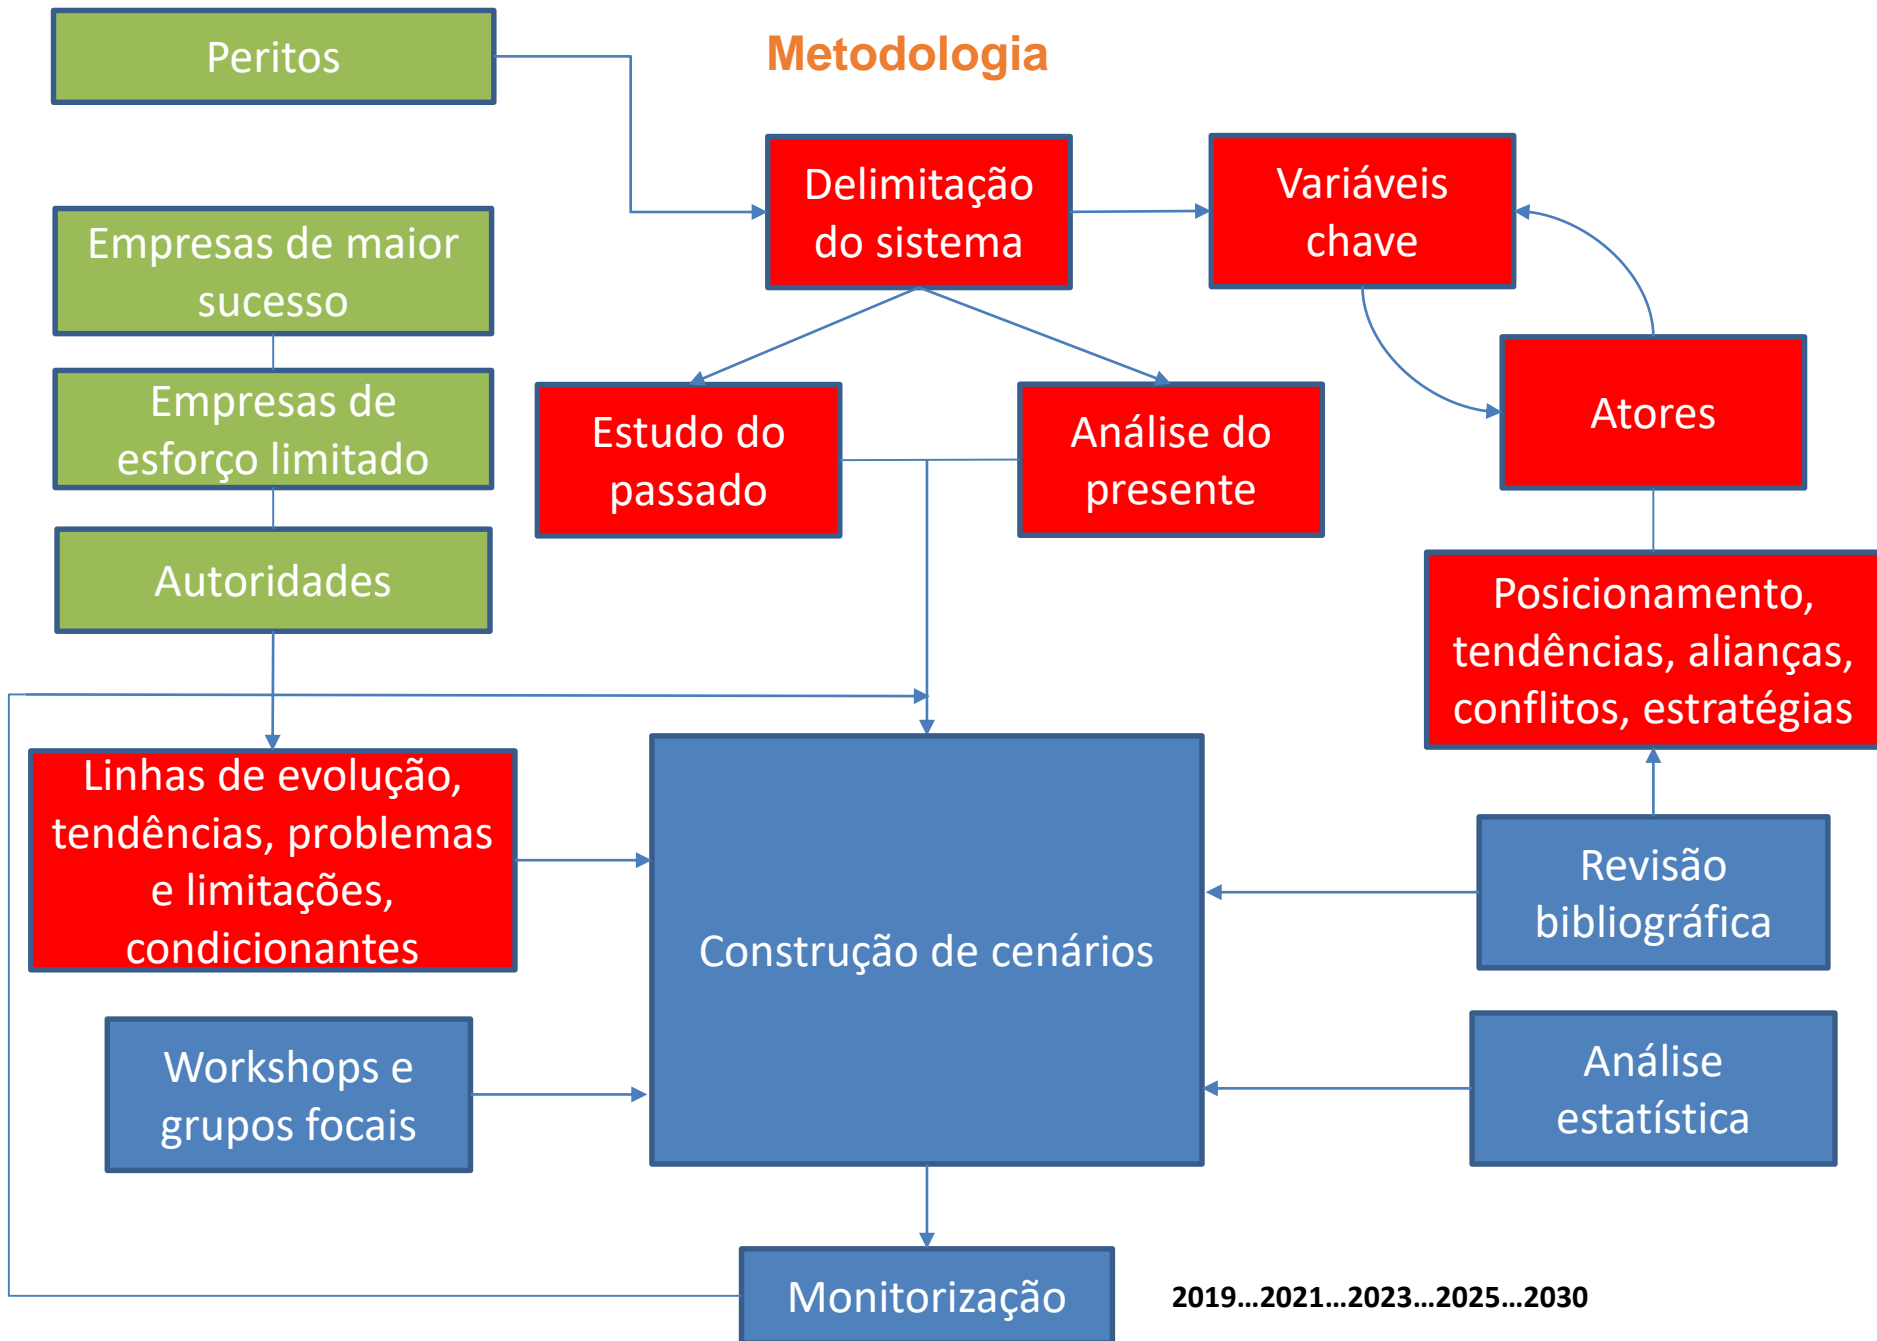 Peritos
Metodologia
Delimitação
do sistema
Variáveis
chave
Empresas de maior
sucesso
Empresas de
esforço limitado
Estudo do
passado
Análise do
presente
Atores
Autoridades
Posicionamento,
tendências, alianças,
conflitos, estratégias
Linhas de evolução,
tendências, problemas
e limitações,
condicionantes
Construção de cenários
Revisão
bibliográfica
Workshops e
grupos focais
Análise
estatística
Monitorização
2019...2021...2023...2025...2030